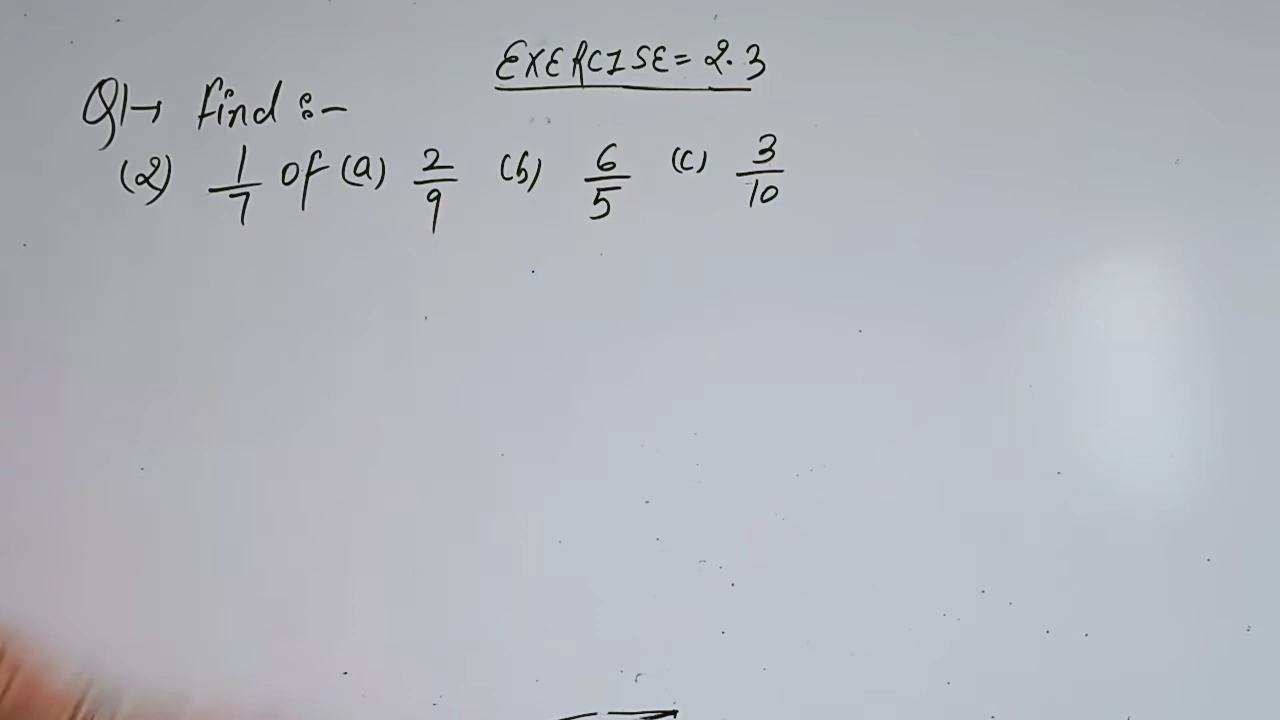 EXERCISE = 2.3
Q1→ find :-
(2) 1/7 of (a) 2/9 (b) 6/5 (c) 3/10